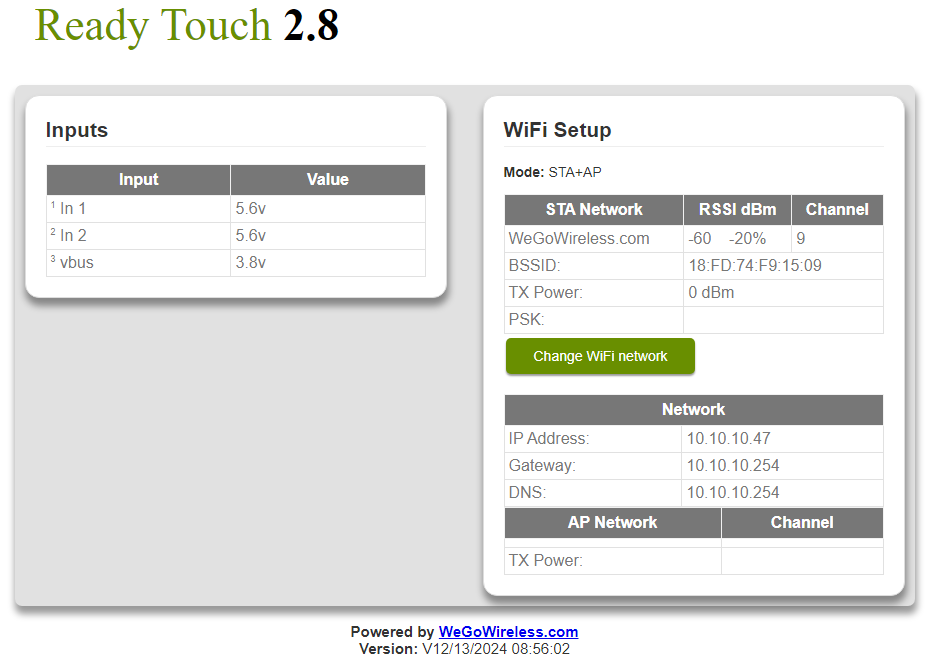 Ready Touch 2.8
Inputs
Input Value
1 In 1 5.6v
2 In 2 5.6v
3 vbus 3.8v
WiFi Setup
Mode: STA+AP
STA Network RSSI dBm Channel
WeGoWireless.com -60 -20% 9
BSSID: 18:FD:74:F9:15:09
TX Power: 0 dBm
PSK:
Change WiFi network
Network
IP Address: 10.10.10.47
Gateway: 10.10.10.254
DNS: 10.10.10.254
AP Network Channel
TX Power:
Powered by WeGoWireless.com
Version: V12/13/2024 08:56:02